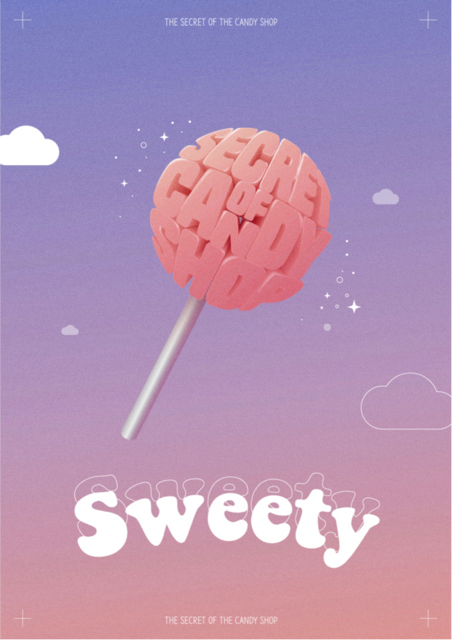 THE SECRET OF THE CANDY SHOP
SECRET
OF
CANDY
SHOP
Sweety
Sweety
THE SECRET OF THE CANDY SHOP